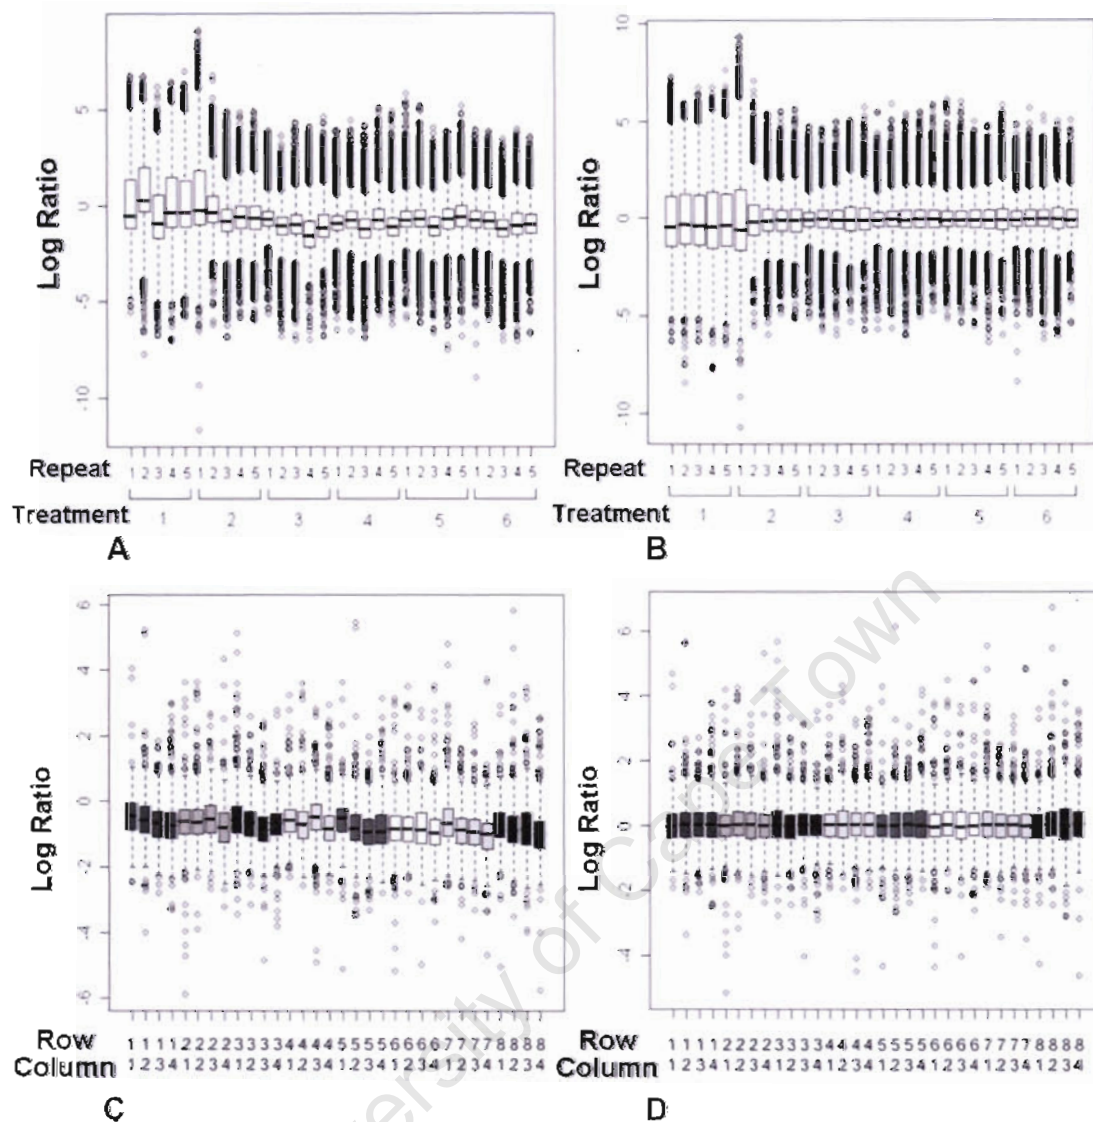 Log Ratio
5
0
-5
-10
Repeat
1 2 3 4 5 1 2 3 4 5 1 2 3 4 5 1 2 3 4 5 1 2 3 4 5 1 2 3 4 5
Treatment
1 2 3 4 5 6
A
Log Ratio
10
5
0
-5
-10
Repeat
1 2 3 4 5 1 2 3 4 5 1 2 3 4 5 1 2 3 4 5 1 2 3 4 5 1 2 3 4 5
Treatment
1 2 3 4 5 6
B
Log Ratio
6
4
2
0
-2
-4
-6
Row
1 1 1 1 2 2 2 2 3 3 3 3 4 4 4 4 5 5 5 5 6 6 6 6 7 7 7 7 8 8 8 8
Column
1 2 3 4 1 2 3 4 1 2 3 4 1 2 3 4 1 2 3 4 1 2 3 4 1 2 3 4 1 2 3 4
C
Log Ratio
6
4
2
0
-2
-4
Row
1 1 1 1 2 2 2 2 3 3 3 3 4 4 4 4 5 5 5 5 6 6 6 6 7 7 7 7 8 8 8 8
Column
1 2 3 4 1 2 3 4 1 2 3 4 1 2 3 4 1 2 3 4 1 2 3 4 1 2 3 4 1 2 3 4
D
ersity of Cape Town